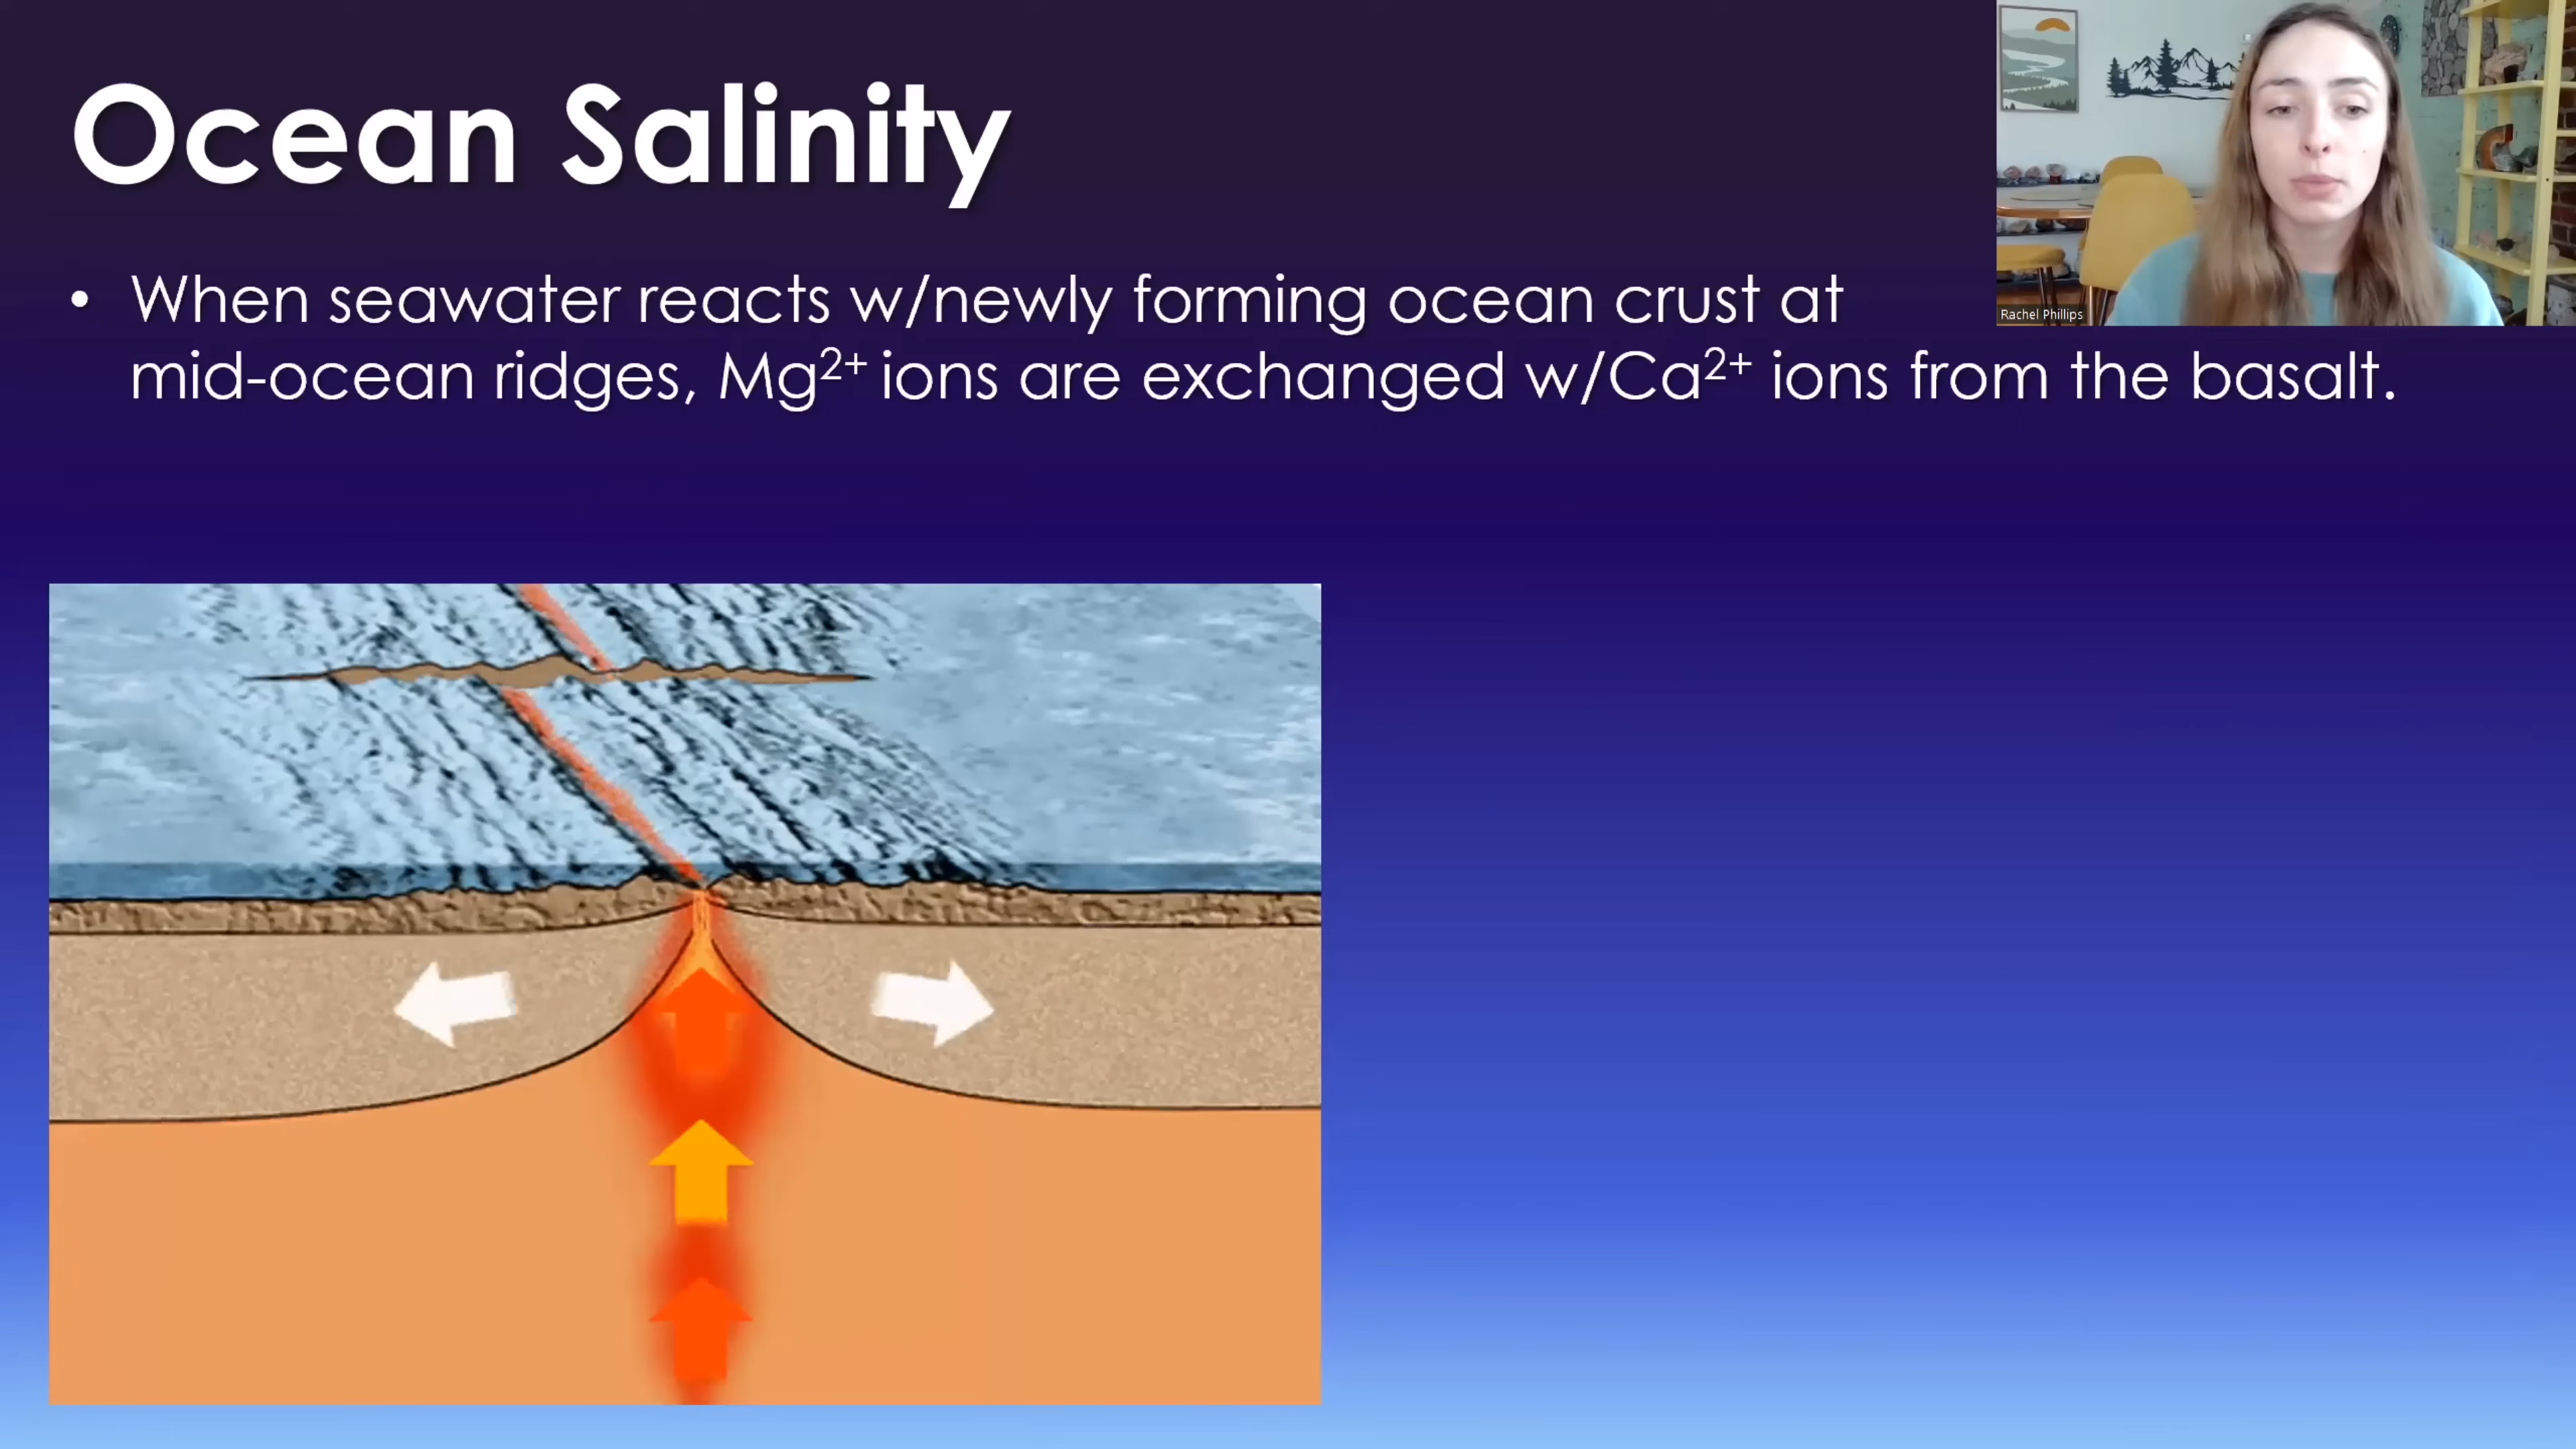 Ocean Salinity
• When seawater reacts w/newly forming ocean crust at
mid-ocean ridges, Mg²⁺ ions are exchanged w/Ca²⁺ ions from the basalt.
Rachel Phillips